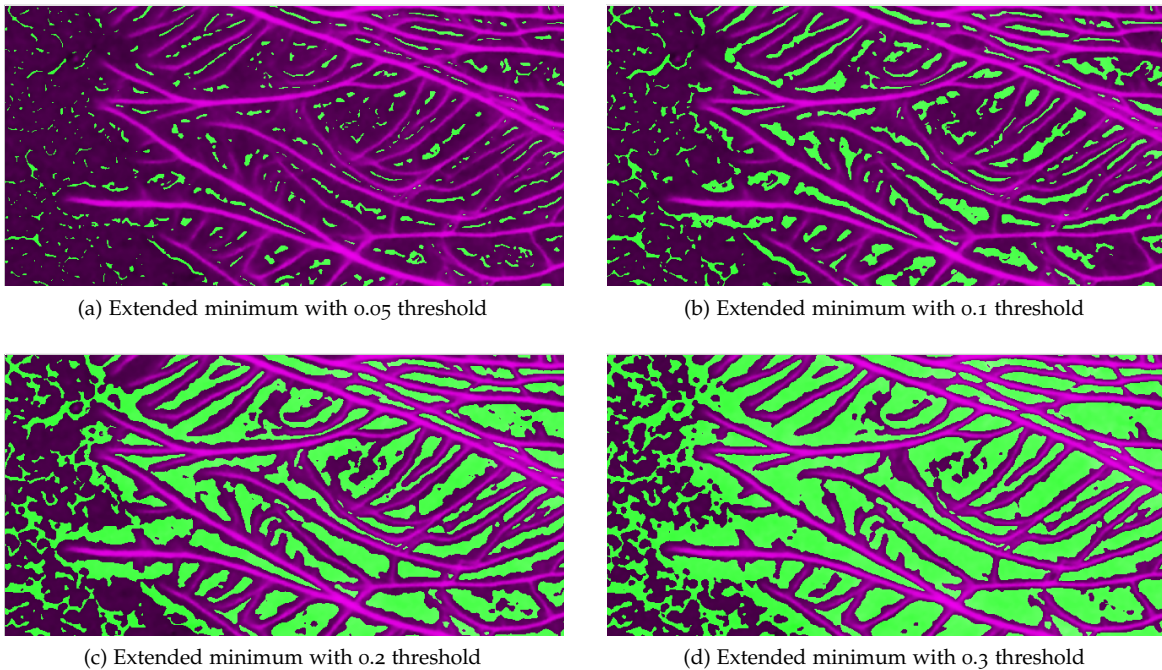 (a) Extended minimum with 0.05 threshold
(b) Extended minimum with 0.1 threshold
(c) Extended minimum with 0.2 threshold
(d) Extended minimum with 0.3 threshold